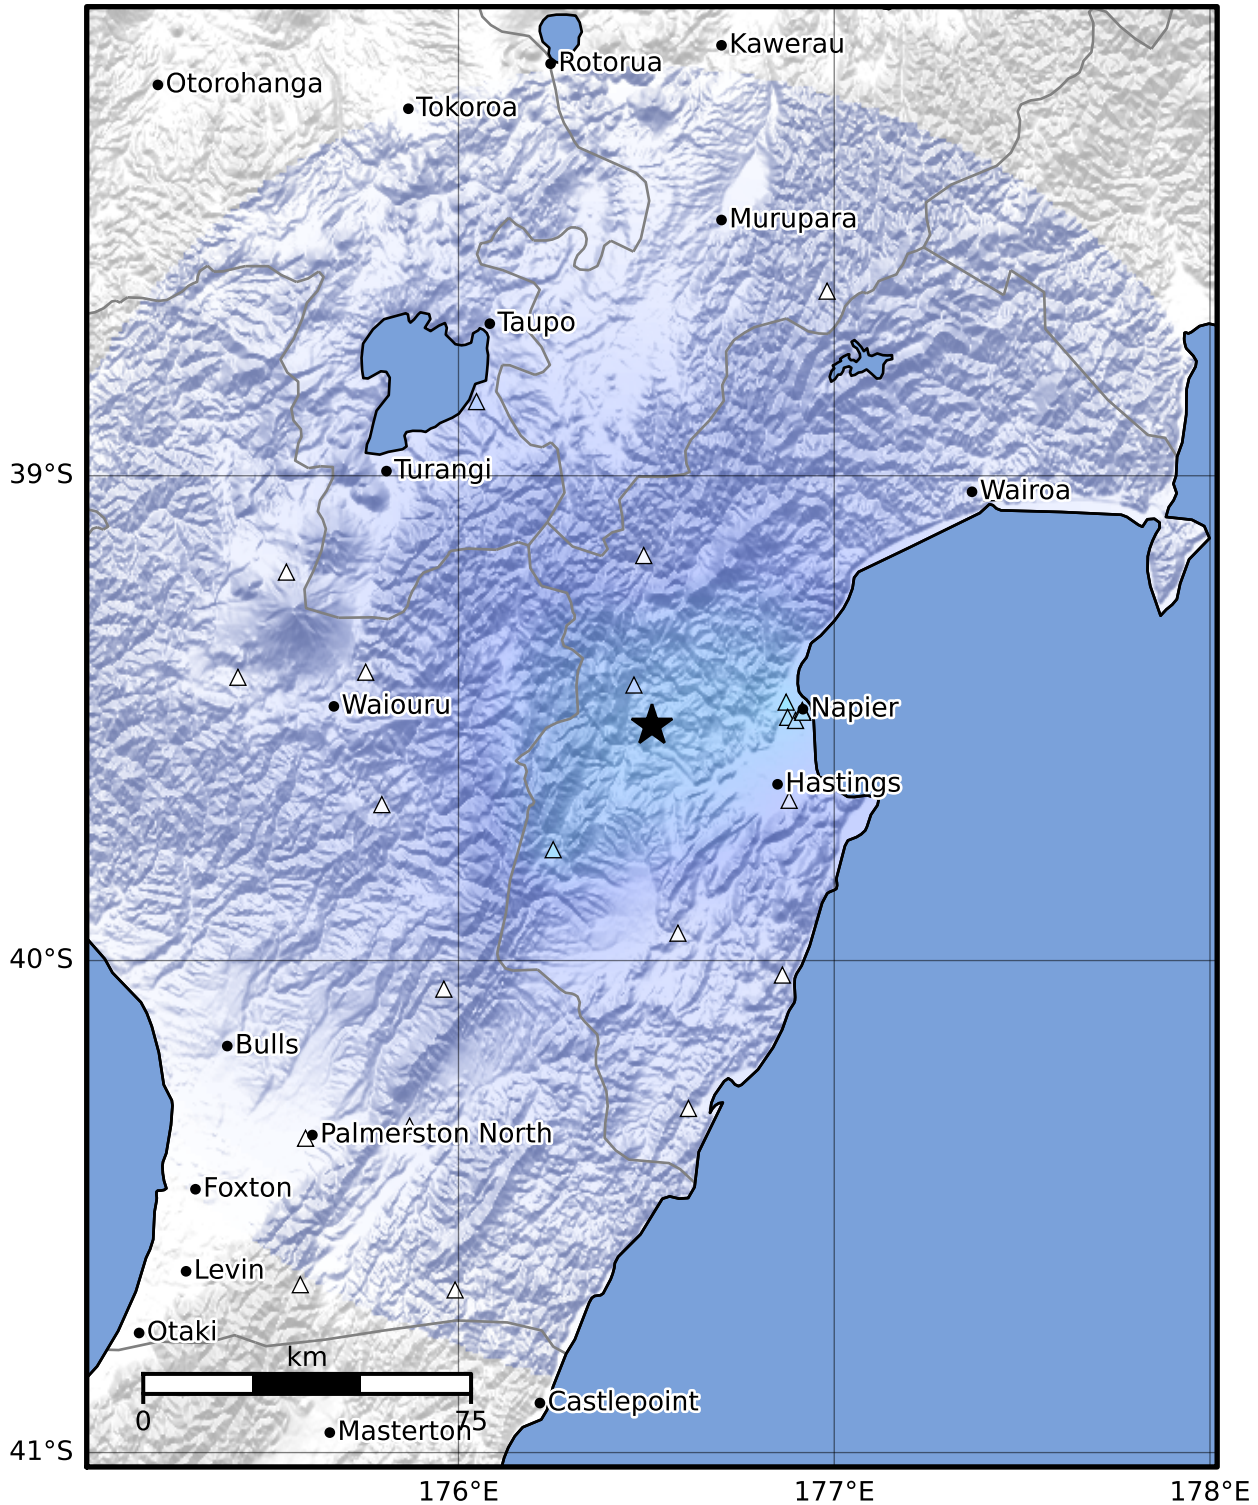 Kawerau
Rotorua
Otorohanga
Tokoroa
Murupara
Taupo
39°S
Turangi
Wairoa
Waiouru
Napier
Hastings
40°S
Bulls
Palmerston North
Foxton
Levin
Otaki
km
0
75
Castlepoint
Masterton
41°S
176°E
177°E
178°E